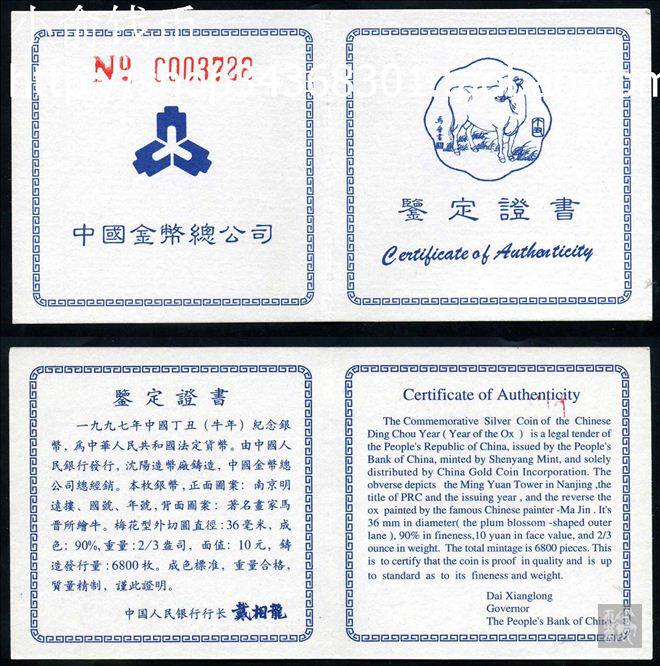 小金钱币
Nº 0003728
中國金幣總公司
鑒定證書
Certificate of Authenticity
鑒定證書
一九九七年中國丁丑（牛年）紀念銀
幣，爲中華人民共和國法定貨幣。由中國人
民銀行發行，沈陽造幣廠鑄造，中國金幣總
公司總經銷。本枚銀幣，正面圖案：南京明
遠摟、國號、年號，背面圖案：著名畫家馬
晋所繪牛。梅花型外切圓直徑：36毫米，成
色：90%，重量：2/3盎司，面值：10元，鑄
造發行量：6800枚。成色標准，重量合格，
質量精制，謹此證明。
中国人民銀行行长 戴相龍
Certificate of Authenticity
The Commemorative Silver Coin of the Chinese
Ding Chou Year ( Year of the Ox ) is a legal tender of
the People's Republic of China, issued by the People's
Bank of China, minted by Shenyang Mint, and solely
distributed by China Gold Coin Incorporation. The
obverse depicts the Ming Yuan Tower in Nanjing ,the
title of PRC and the issuing year , and the reverse the
ox painted by the famous Chinese painter -Ma Jin . It's
36 mm in diameter( the plum blossom -shaped outer
lane ), 90% in fineness,10 yuan in face value, and 2/3
ounce in weight. The total mintage is 6800 pieces. This
is to certify that the coin is proof in quality and is up
to standard as to its fineness and weight.
Dai Xianglong
Governor
The People's Bank of China